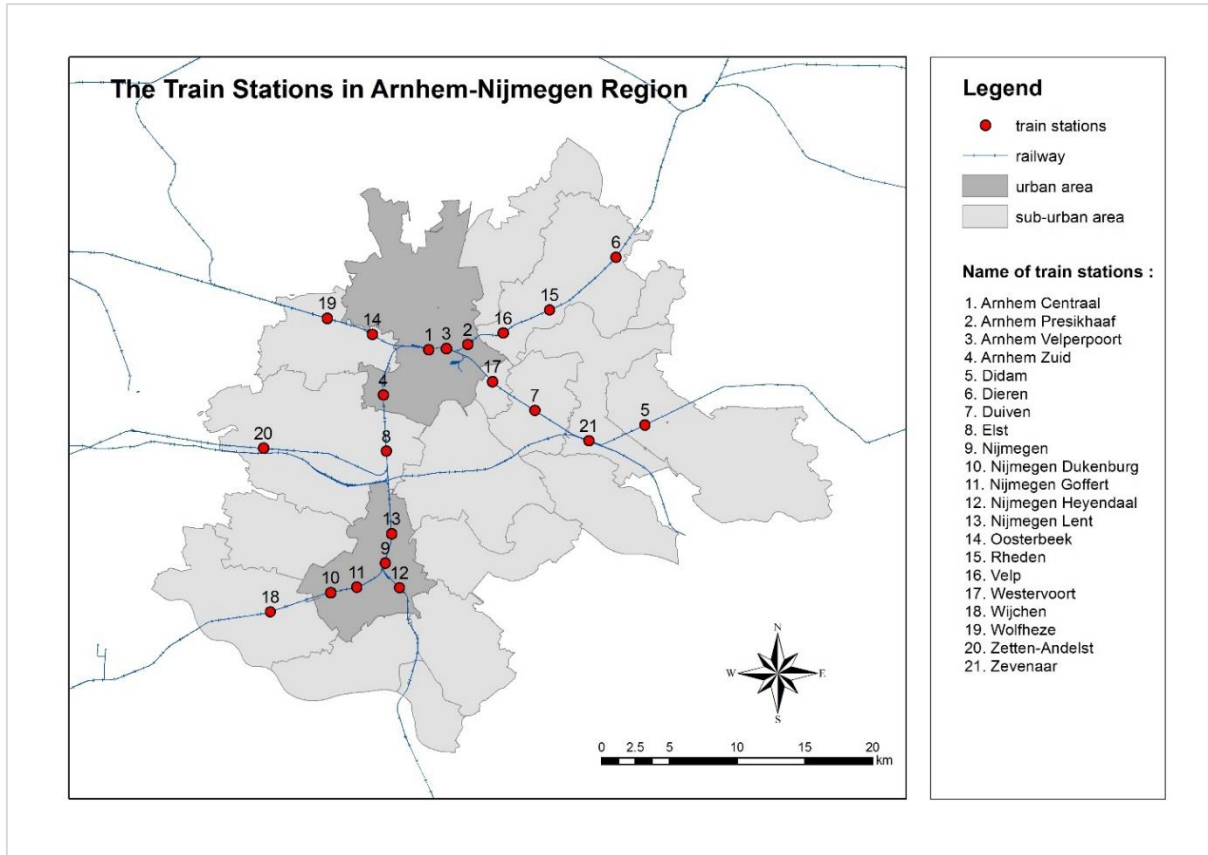 The Train Stations in Arnhem-Nijmegen Region
6
15
19
14
16
1
3
2
17
4
7
5
21
20
8
13
9
12
11
10
18
N
W
E
S
0 2.5 5 10 15 20
km
Legend
train stations
railway
urban area
sub-urban area
Name of train stations :
1. Arnhem Centraal
2. Arnhem Presikhaaf
3. Arnhem Velperpoort
4. Arnhem Zuid
5. Didam
6. Dieren
7. Duiven
8. Elst
9. Nijmegen
10. Nijmegen Dukenburg
11. Nijmegen Goffert
12. Nijmegen Heyendaal
13. Nijmegen Lent
14. Oosterbeek
15. Rheden
16. Velp
17. Westervoort
18. Wijchen
19. Wolfheze
20. Zetten-Andelst
21. Zevenaar